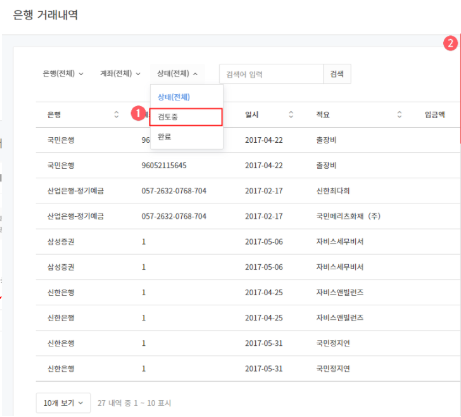 은행 거래내역
2
은행(전체) 계좌(전체) 상태(전체) 검색어 입력 검색
상태(전체)
1 검토중
완료
은행 일시 적요 입금액
국민은행 96 2017-04-22 출장비
국민은행 96052115645 2017-04-22 출장비
산업은행-정기예금 057-2632-0768-704 2017-02-17 신한희다희
산업은행-정기예금 057-2632-0768-704 2017-02-17 국민메리츠화재 (주)
삼성증권 1 2017-05-06 자비스세무비서
삼성증권 1 2017-05-06 자비스세무비서
신한은행 1 2017-04-25 자비스앤빌런즈
신한은행 1 2017-04-25 자비스앤빌런즈
신한은행 1 2017-05-31 국민정지연
신한은행 1 2017-05-31 국민정지연
10개 보기 27 내역 중 1 - 10 표시